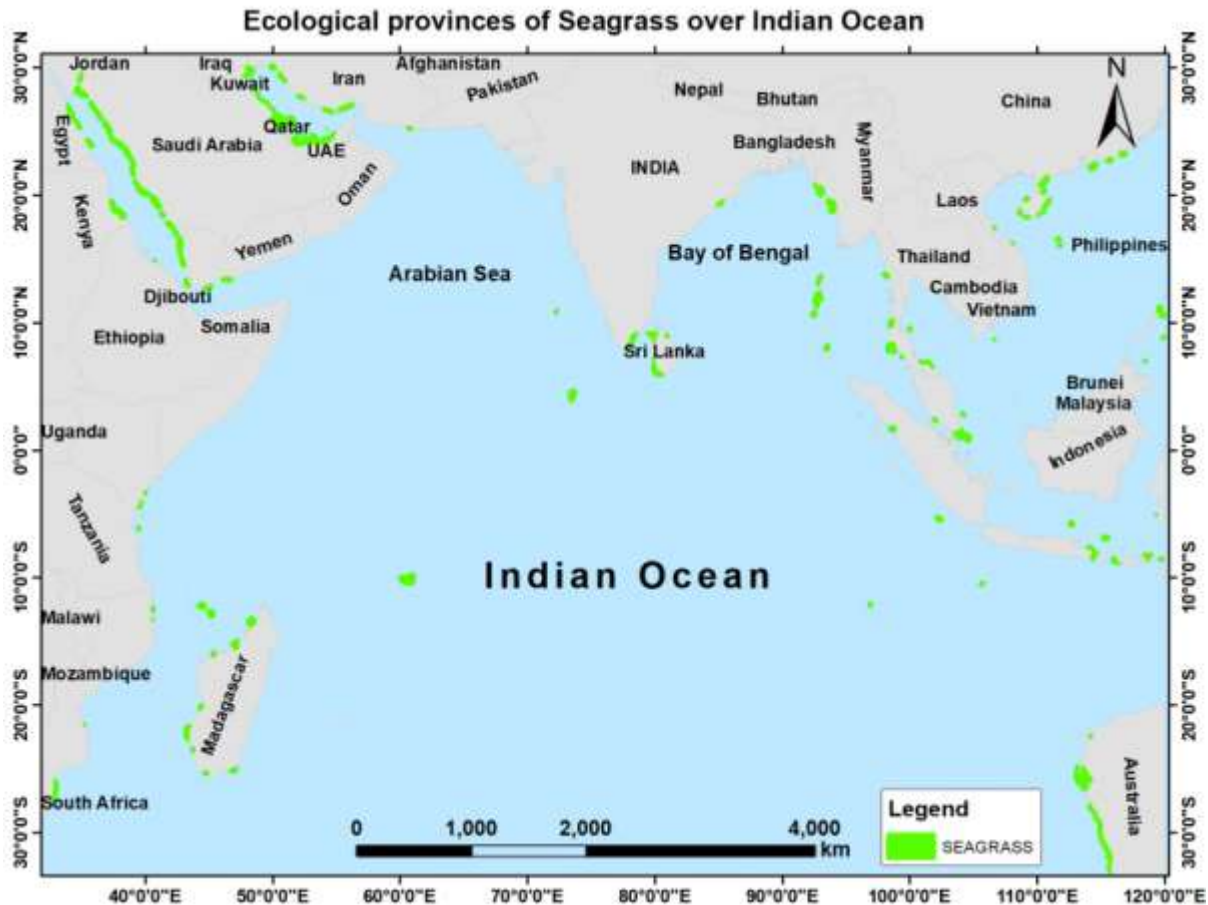 Ecological provinces of Seagrass over Indian Ocean
Jordan
Iraq
Kuwait
Iran
Afghanistan
Pakistan
Nepal
Bhutan
China
N
Egypt
Qatar
Saudi Arabia
UAE
Oman
INDIA
Bangladesh
Myanmar
Laos
Kenya
Yemen
Arabian Sea
Bay of Bengal
Thailand
Philippines
Djibouti
Cambodia
Vietnam
Ethiopia
Somalia
Sri Lanka
Brunei
Malaysia
Indonesia
Uganda
Tanzania
Indian Ocean
Malawi
Mozambique
Madagascar
South Africa
Australia
Legend
SEAGRASS
0 1,000 2,000 4,000
km
30°0'0"N
20°0'0"N
10°0'0"N
0°0'0"
10°0'0"S
20°0'0"S
30°0'0"S
30°0'0"N
20°0'0"N
10°0'0"N
0°0'0"
10°0'0"S
20°0'0"S
30°0'0"S
40°0'0"E 50°0'0"E 60°0'0"E 70°0'0"E 80°0'0"E 90°0'0"E 100°0'0"E 110°0'0"E 120°0'0"E